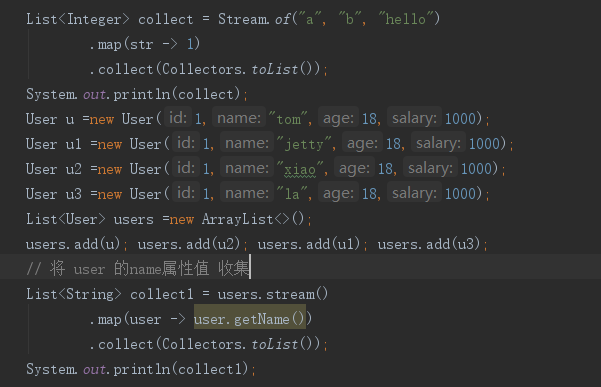 List<Integer> collect = Stream.of("a", "b", "hello")
.map(str -> 1)
.collect(Collectors.toList());
System.out.println(collect);
User u =new User( id: 1, name: "tom", age: 18, salary: 1000);
User u1 =new User( id: 1, name: "jetty", age: 18, salary: 1000);
User u2 =new User( id: 1, name: "xiao", age: 18, salary: 1000);
User u3 =new User( id: 1, name: "la", age: 18, salary: 1000);
List<User> users =new ArrayList<>();
users.add(u); users.add(u2); users.add(u1); users.add(u3);
// 将 user 的name属性值 收集
List<String> collect1 = users.stream()
.map(user -> user.getName())
.collect(Collectors.toList());
System.out.println(collect1);